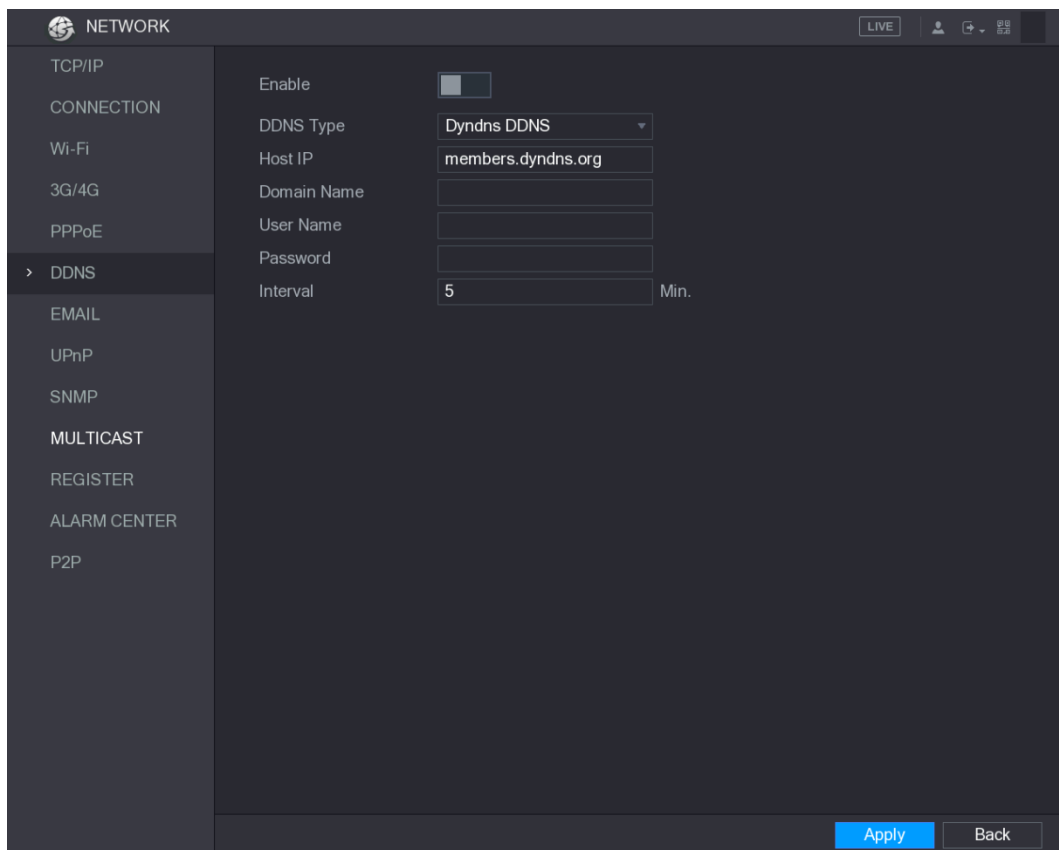 NETWORK
LIVE
TCP/IP
CONNECTION
Wi-Fi
3G/4G
PPPoE
DDNS
EMAIL
UPnP
SNMP
MULTICAST
REGISTER
ALARM CENTER
P2P
Enable
DDNS Type Dyndns DDNS
Host IP members.dyndns.org
Domain Name
User Name
Password
Interval 5 Min.
Apply Back